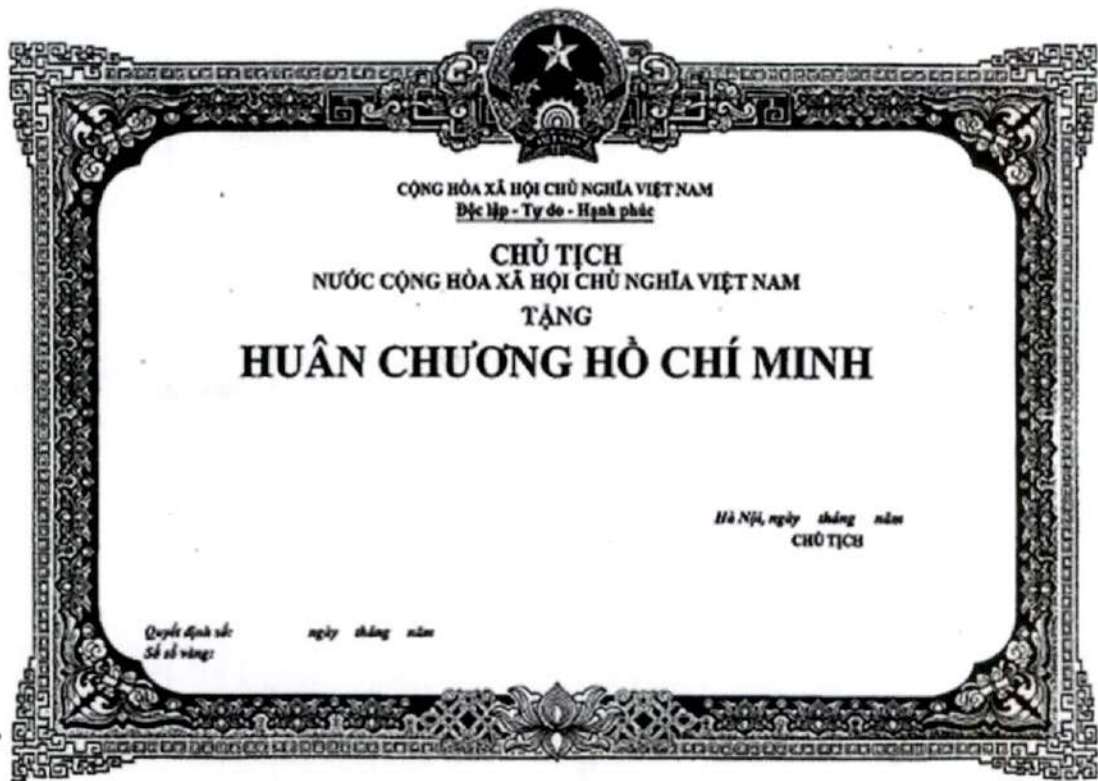 CỘNG HÒA XÃ HỘI CHỦ NGHĨA VIỆT NAM
Độc lập - Tự do - Hạnh phúc
CHỦ TỊCH
NƯỚC CỘNG HÒA XÃ HỘI CHỦ NGHĨA VIỆT NAM
TẶNG
HUÂN CHƯƠNG HỒ CHÍ MINH
Hà Nội, ngày tháng năm
CHỦ TỊCH
Quyết định số: ngày tháng năm
Số sổ vàng: